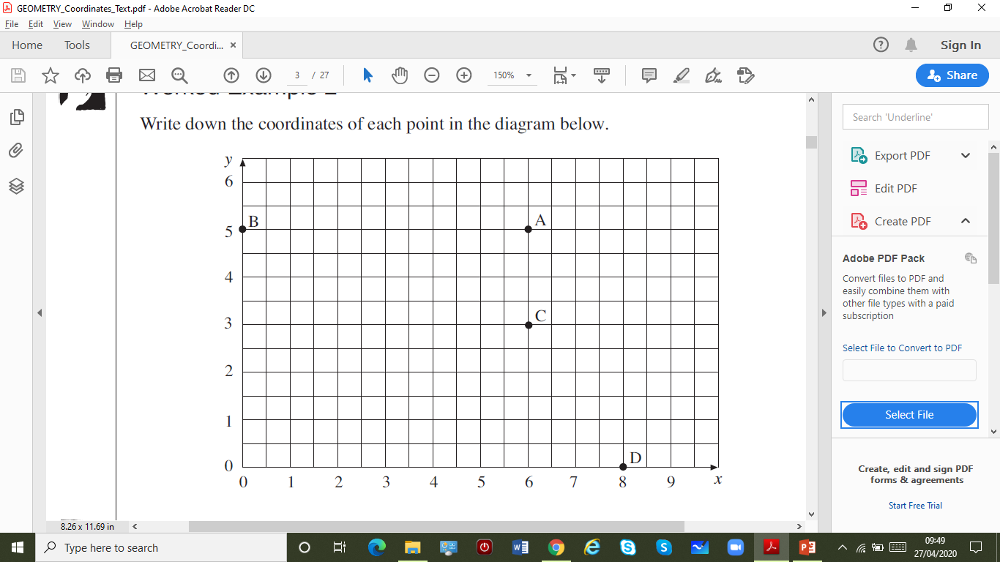 GEOMETRY_Coordinates_Text.pdf - Adobe Acrobat Reader DC
File Edit View Window Help
Home Tools GEOMETRY_Coordi... × ? Sign In
3 / 27 150% Share
Worked Example 2
Write down the coordinates of each point in the diagram below.
y
6
B A
5
4
C
3
2
1
D
0
0 1 2 3 4 5 6 7 8 9 x
8.26 x 11.69 in
Search 'Underline'
Export PDF
Edit PDF
Create PDF
Adobe PDF Pack
Convert files to PDF and
easily combine them with
other file types with a paid
subscription
Select File to Convert to PDF
Select File
Create, edit and sign PDF
forms & agreements
Start Free Trial
Type here to search
09:49
27/04/2020